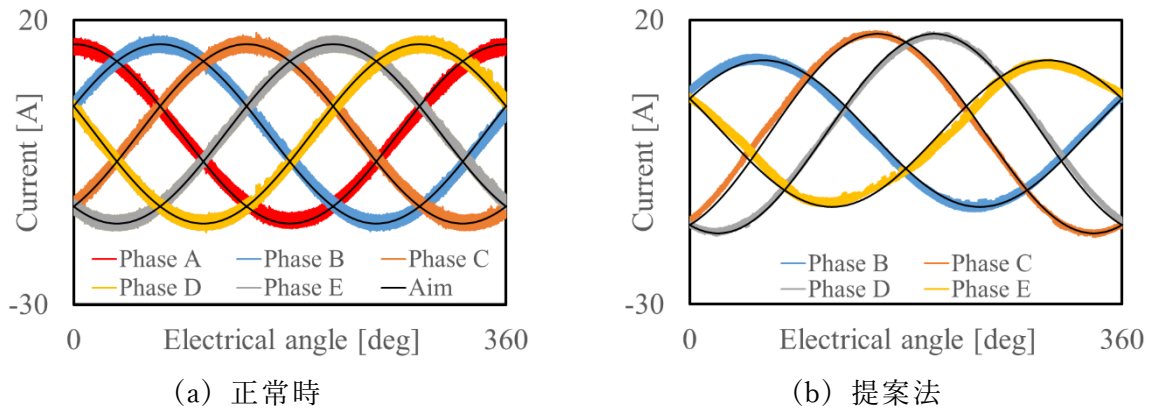 20
Current [A]
Phase A Phase B Phase C
Phase D Phase E Aim
-30
0 Electrical angle [deg] 360
(a) 正常時
20
Current [A]
Phase B Phase C
Phase D Phase E
-30
0 Electrical angle [deg] 360
(b) 提案法